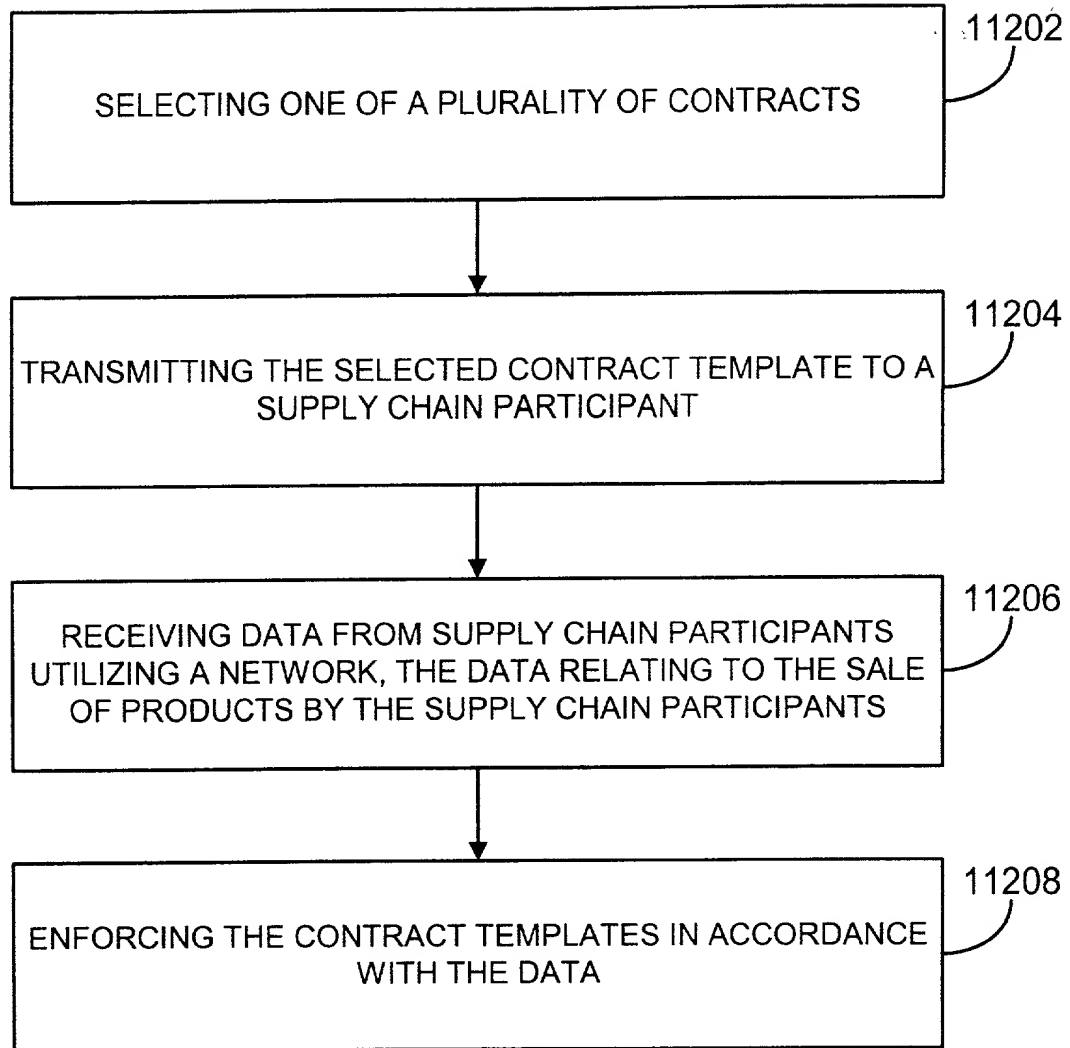 11202
SELECTING ONE OF A PLURALITY OF CONTRACTS
11204
TRANSMITTING THE SELECTED CONTRACT TEMPLATE TO A
SUPPLY CHAIN PARTICIPANT
11206
RECEIVING DATA FROM SUPPLY CHAIN PARTICIPANTS
UTILIZING A NETWORK, THE DATA RELATING TO THE SALE
OF PRODUCTS BY THE SUPPLY CHAIN PARTICIPANTS
11208
ENFORCING THE CONTRACT TEMPLATES IN ACCORDANCE
WITH THE DATA